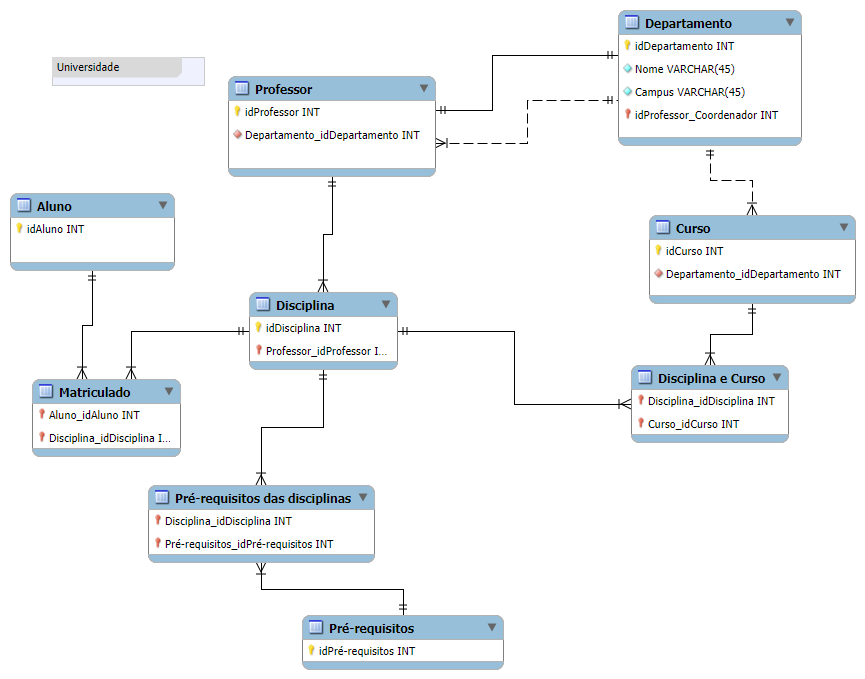 Universidade
Departamento
idDepartamento INT
Nome VARCHAR(45)
Campus VARCHAR(45)
idProfessor_Coordenador INT
Professor
idProfessor INT
Departamento_idDepartamento INT
Aluno
idAluno INT
Curso
idCurso INT
Departamento_idDepartamento INT
Disciplina
idDisciplina INT
Professor_idProfessor I...
Matriculado
Aluno_idAluno INT
Disciplina_idDisciplina I...
Disciplina e Curso
Disciplina_idDisciplina INT
Curso_idCurso INT
Pré-requisitos das disciplinas
Disciplina_idDisciplina INT
Pré-requisitos_idPré-requisitos INT
Pré-requisitos
idPré-requisitos INT